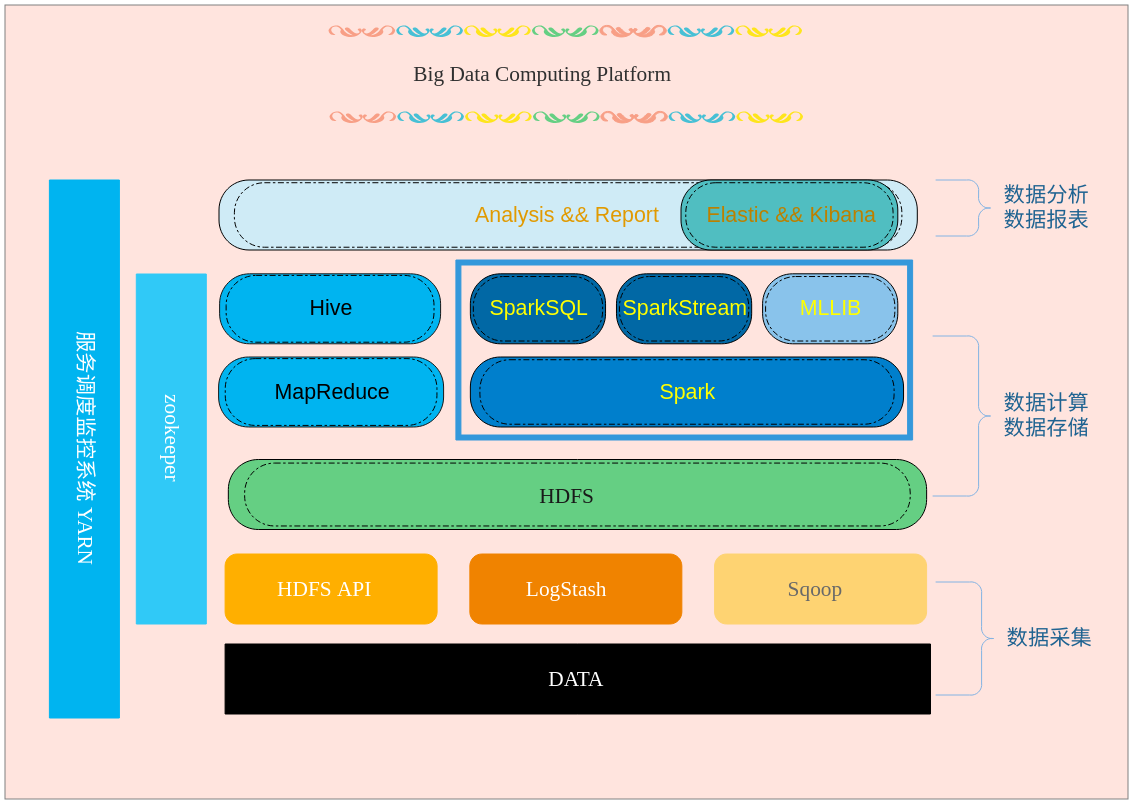 Big Data Computing Platform
服务调度监控系统 YARN
zookeeper
Analysis && Report
Elastic && Kibana
数据分析
数据报表
Hive
SparkSQL
SparkStream
MLLIB
MapReduce
Spark
数据计算
数据存储
HDFS
HDFS API
LogStash
Sqoop
数据采集
DATA